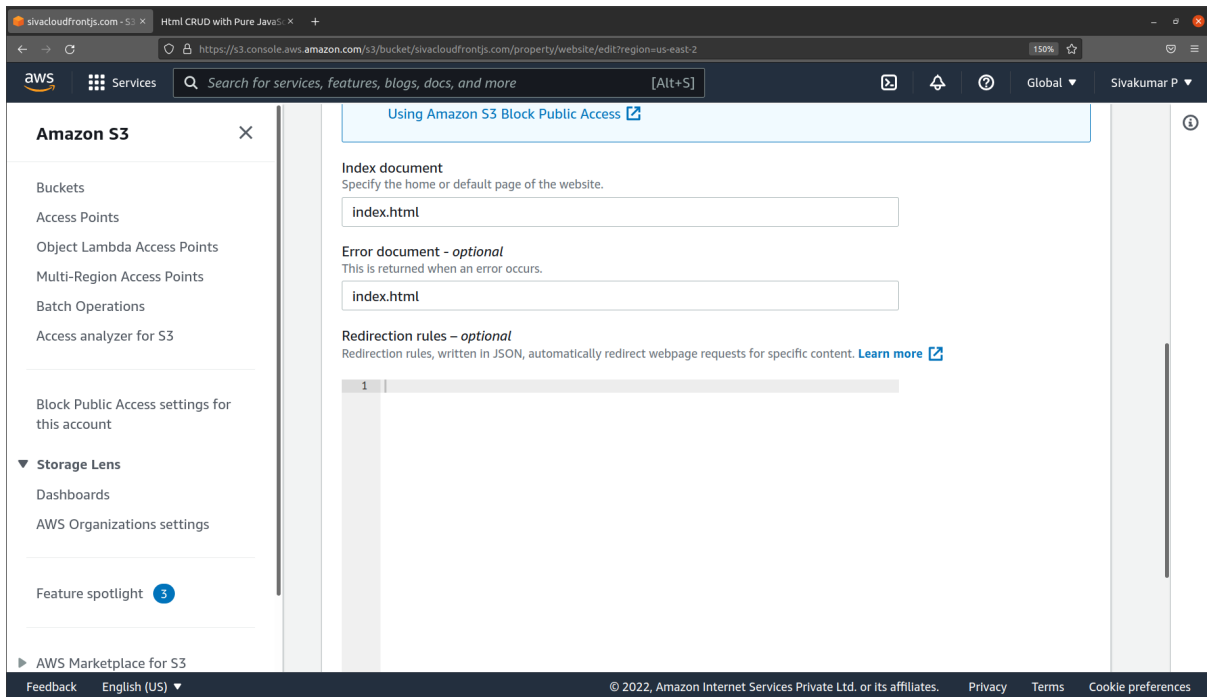 sivacloudfrontjs.com - S3
Html CRUD with Pure JavaSc
https://s3.console.aws.amazon.com/s3/bucket/sivacloudfrontjs.com/property/website/edit?region=us-east-2
150%
aws
Services
Search for services, features, blogs, docs, and more
[Alt+S]
Global ▼
Sivakumar P ▼
Amazon S3
Buckets
Access Points
Object Lambda Access Points
Multi-Region Access Points
Batch Operations
Access analyzer for S3
Block Public Access settings for
this account
Storage Lens
Dashboards
AWS Organizations settings
Feature spotlight 3
AWS Marketplace for S3
Using Amazon S3 Block Public Access
Index document
Specify the home or default page of the website.
index.html
Error document - optional
This is returned when an error occurs.
index.html
Redirection rules – optional
Redirection rules, written in JSON, automatically redirect webpage requests for specific content. Learn more
1
Feedback
English (US) ▼
© 2022, Amazon Internet Services Private Ltd. or its affiliates.
Privacy
Terms
Cookie preferences